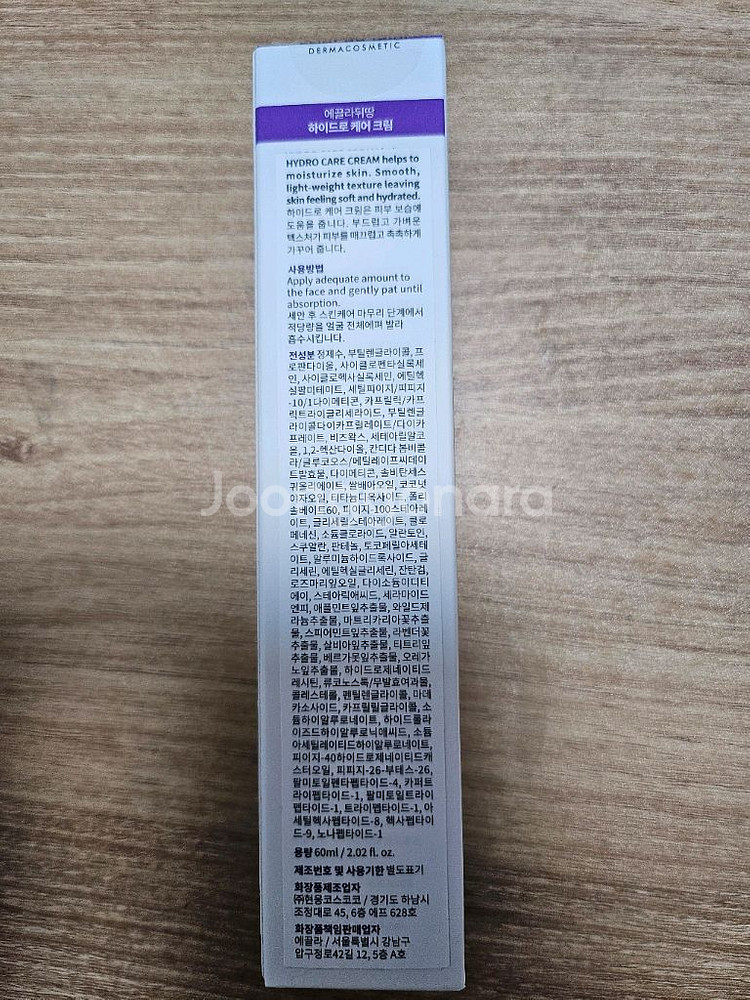 DERMACOSMETIC
에끌라뒤땅
하이드로 케어 크림
HYDRO CARE CREAM helps to
moisturize skin. Smooth,
light-weight texture leaving
skin feeling soft and hydrated.
하이드로 케어 크림은 피부 보습에
도움을 줍니다. 부드럽고 가벼운
텍스처가 피부를 매끄럽고 촉촉하게
가꾸어 줍니다.
사용방법
Apply adequate amount to
the face and gently pat until
absorption.
세안 후 스킨케어 마무리 단계에서
적당량을 얼굴 전체에펴 발라
흡수시킵니다.
전성분 정제수, 부틸렌글라이콜, 프
로판다이올, 사이클로펜타실록세
인, 사이클로헥사실록세인, 에틸헥
실팔미테이트, 세틸피이지/피피지
-10/1다이메티콘, 카프릴릭/카프
릭트라이글리세라이드, 부틸렌글
라이콜다이카프릴레이트/다이카
프레이트, 비즈왁스, 세테아릴알코
올, 1,2-헥산다이올, 칸디다 봄비콜
라/글루코오스/메틸레이프씨데이
트발효물, 다이메티콘, 솔비탄세스
퀴올리에이트, 쌀배아오일, 코코넛
야자오일, 티타늄디옥사이드, 폴리
솔베이트60, 피이지-100스테아레
이트, 글리세릴스테아레이트, 클로
페네신, 소듐클로라이드, 알란토인,
스쿠알란, 판테놀, 토코페릴아세테
이트, 알루미늄하이드록사이드, 글
리세린, 에틸헥실글리세린, 잔탄검,
로즈마리잎오일, 다이소듐이디티
에이, 스테아릭애씨드, 세라마이드
엔피, 애플민트잎추출물, 와일드제
라늄추출물, 마트리카리아꽃추출
물, 스피어민트잎추출물, 라벤더꽃
추출물, 살비아잎추출물, 티트리잎
추출물, 베르가못잎추출물, 오레가
노잎추출물, 하이드로제네이티드
레시틴, 류코노스톡/무발효여과물,
콜레스테롤, 펜틸렌글라이콜, 마데
카소사이드, 카프릴릴글라이콜, 소
듐하이알루로네이트, 하이드롤라
이즈드하이알루로닉애씨드, 소듐
아세틸레이티드하이알루로네이트,
피이지-40하이드로제네이티드캐
스터오일, 피피지-26-부테스-26,
팔미토일펜타펩타이드-4, 카퍼트
라이펩타이드-1, 팔미토일트라이
펩타이드-1, 트라이펩타이드-1, 아
세틸헥사펩타이드-8, 헥사펩타이
드-9, 노나펩타이드-1
용량 60ml / 2.02 fl. oz.
제조번호 및 사용기한 별도표기
화장품제조업자
㈜현웅코스코코 / 경기도 하남시
조정대로 45, 6층 에프 628호
화장품책임판매업자
에끌라 / 서울특별시 강남구
압구정로42길 12, 5층 A호